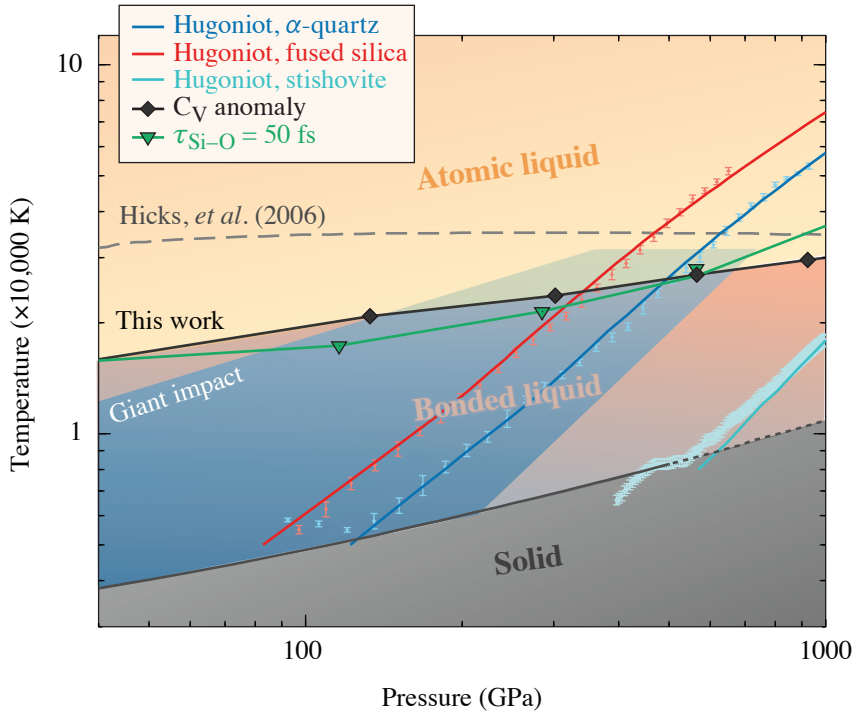 Hugoniot, α-quartz
Hugoniot, fused silica
Hugoniot, stishovite
C_V anomaly
τ_Si–O = 50 fs
10
Atomic liquid
Hicks, et al. (2006)
This work
Giant impact
Bonded liquid
1
Solid
Temperature (×10,000 K)
100
1000
Pressure (GPa)